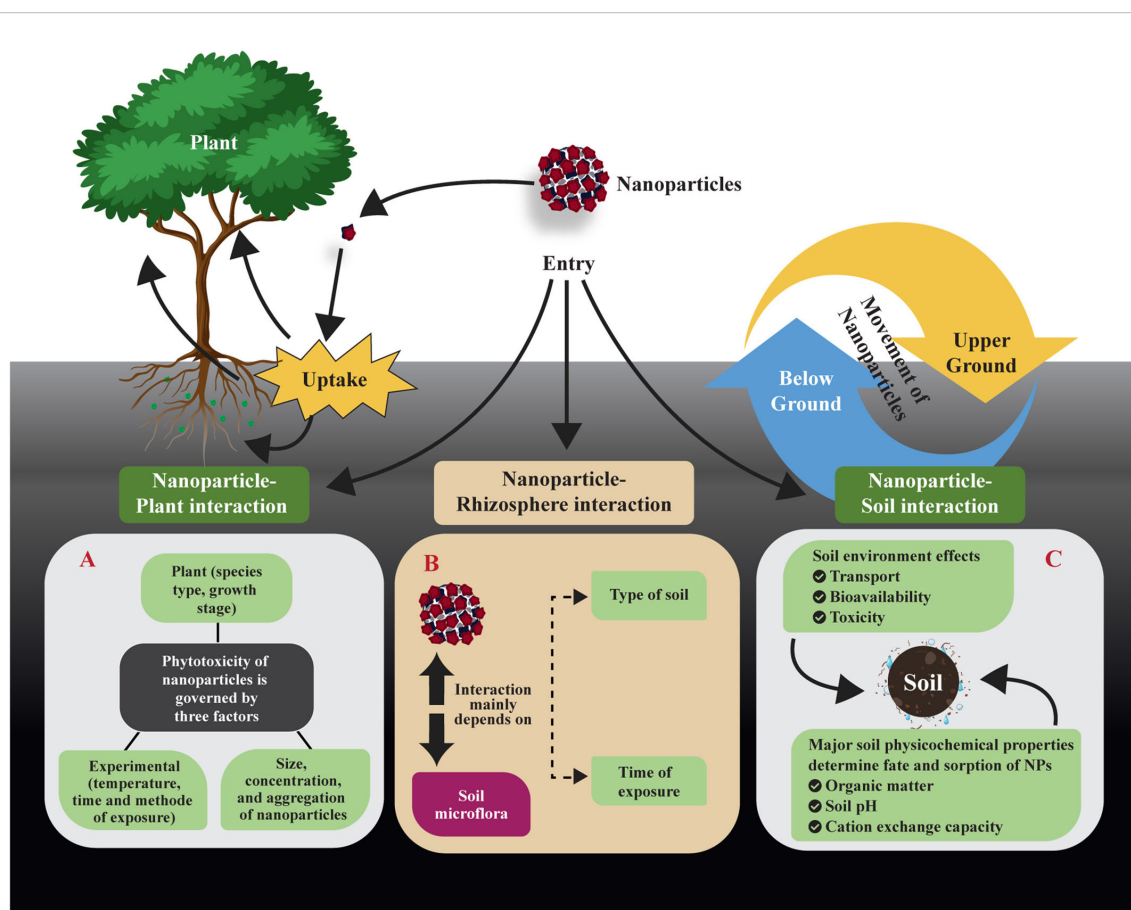 Plant
Nanoparticles
Entry
Uptake
Movement of
Nanoparticles
Upper
Ground
Below
Ground
Nanoparticle-
Plant interaction
Nanoparticle-
Rhizosphere interaction
Nanoparticle-
Soil interaction
A
Plant (species
type, growth
stage)
Phytotoxicity of
nanoparticles is
governed by
three factors
Experimental
(temperature,
time and methode
of exposure)
Size,
concentration,
and aggregation
of nanoparticles
B
Interaction
mainly
depends on
Soil
microflora
Type of soil
Time of
exposure
C
Soil environment effects
Transport
Bioavailability
Toxicity
Soil
Major soil physicochemical properties
determine fate and sorption of NPs
Organic matter
Soil pH
Cation exchange capacity